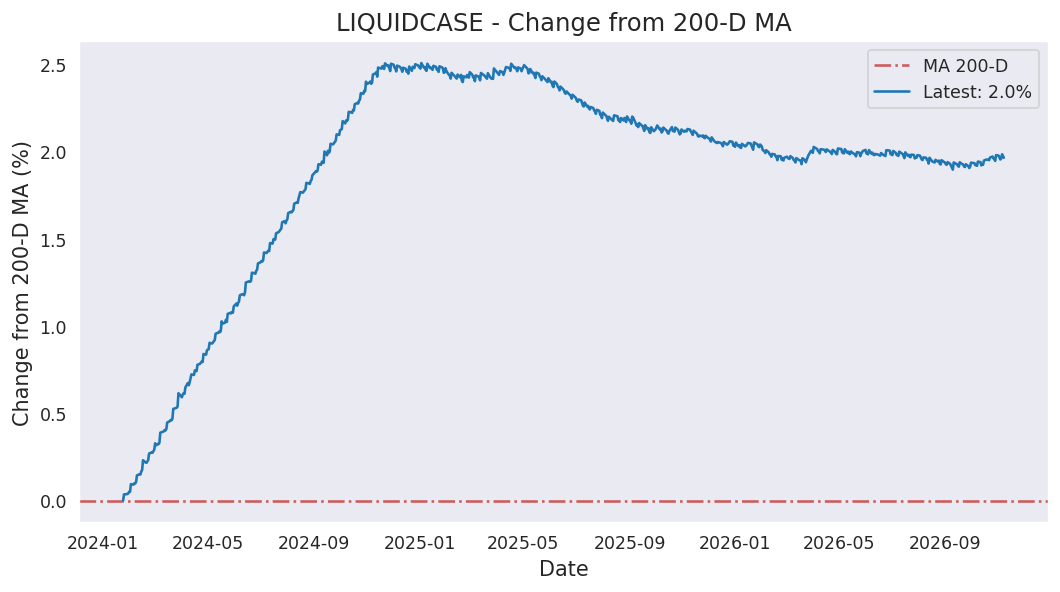 LIQUIDCASE - Change from 200-D MA
MA 200-D
Latest: 2.0%
Change from 200-D MA (%)
2.5
2.0
1.5
1.0
0.5
0.0
2024-01 2024-05 2024-09 2025-01 2025-05 2025-09 2026-01 2026-05 2026-09
Date